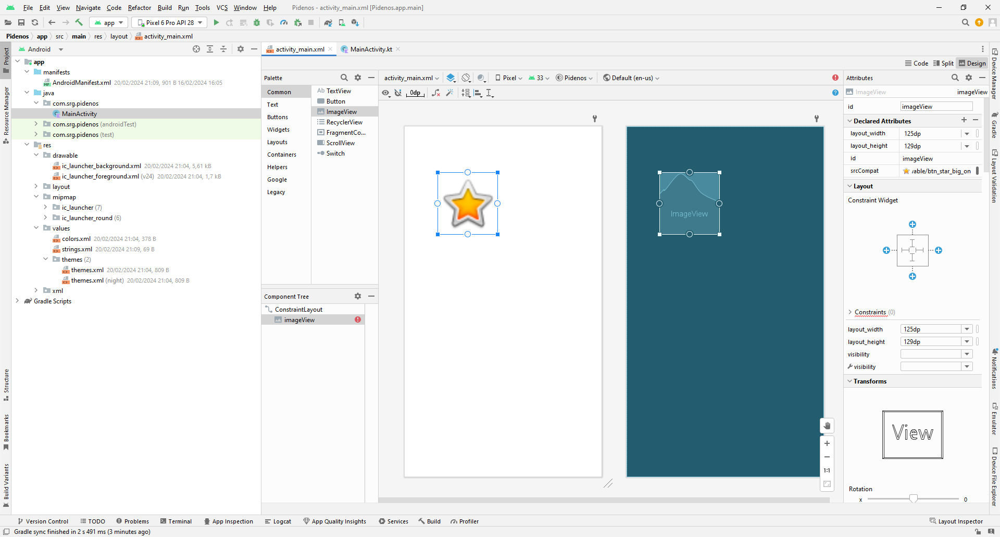 File Edit View Navigate Code Refactor Build Run Tools VCS Window Help Pidenos - activity_main.xml [Pidenos.app.main]
app Pixel 6 Pro API 28
Pidenos app src main res layout activity_main.xml
Project
Resource Manager
Structure
Bookmarks
Build Variants
Android
app
manifests
AndroidManifest.xml 20/02/2024 21:09, 901 B 16/02/2024 16:05
java
com.srg.pidenos
MainActivity
com.srg.pidenos (androidTest)
com.srg.pidenos (test)
res
drawable
ic_launcher_background.xml 20/02/2024 21:04, 5,61 kB
ic_launcher_foreground.xml (v24) 20/02/2024 21:04, 1,7 kB
layout
mipmap
ic_launcher (7)
ic_launcher_round (6)
values
colors.xml 20/02/2024 21:04, 378 B
strings.xml 20/02/2024 21:09, 69 B
themes (2)
themes.xml 20/02/2024 21:04, 809 B
themes.xml (night) 20/02/2024 21:04, 809 B
xml
Gradle Scripts
activity_main.xml MainActivity.kt
Code Split Design
Palette
Common
Text
Buttons
Widgets
Layouts
Containers
Helpers
Google
Legacy
Ab TextView
Button
ImageView
RecyclerView
FragmentCo...
ScrollView
Switch
Component Tree
ConstraintLayout
imageView
activity_main.xml Pixel 33 Pidenos Default (en-us)
0dp
ImageView
1:1
Attributes
ImageView imageView
id imageView
Declared Attributes
layout_width 125dp
layout_height 129dp
id imageView
srcCompat able/btn_star_big_on
Layout
Constraint Widget
Constraints (0)
layout_width 125dp
layout_height 129dp
visibility
visibility
Transforms
View
Rotation
x 0
Device Manager
Gradle
Layout Validation
Notifications
Emulator
Device File Explorer
Version Control TODO Problems Terminal App Inspection Logcat App Quality Insights Services Build Profiler Layout Inspector
Gradle sync finished in 2 s 491 ms (3 minutes ago)